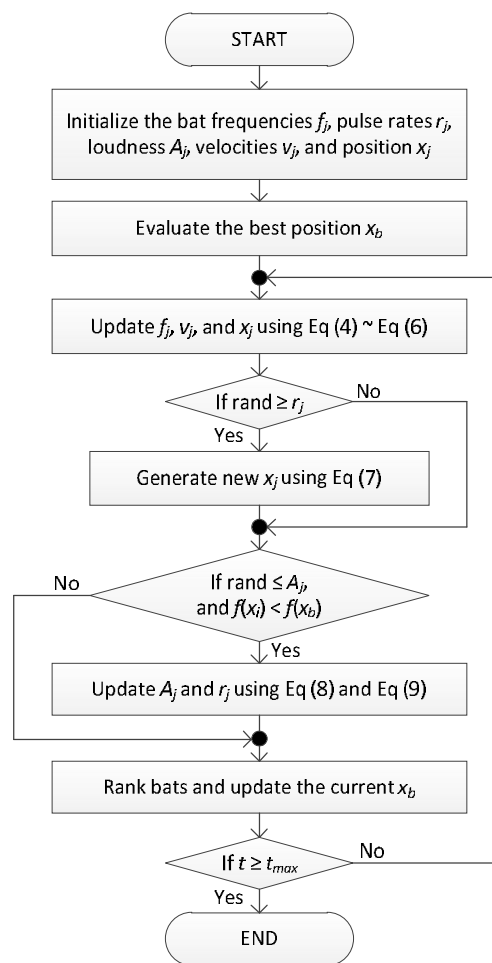 START
Initialize the bat frequencies fj, pulse rates rj,
loudness Aj, velocities vj, and position xj
Evaluate the best position xb
Update fj, vj, and xj using Eq (4) ~ Eq (6)
If rand ≥ rj
No
Yes
Generate new xj using Eq (7)
No
If rand ≤ Aj,
and f(xi) < f(xb)
Yes
Update Aj and rj using Eq (8) and Eq (9)
Rank bats and update the current xb
If t ≥ tmax
No
Yes
END